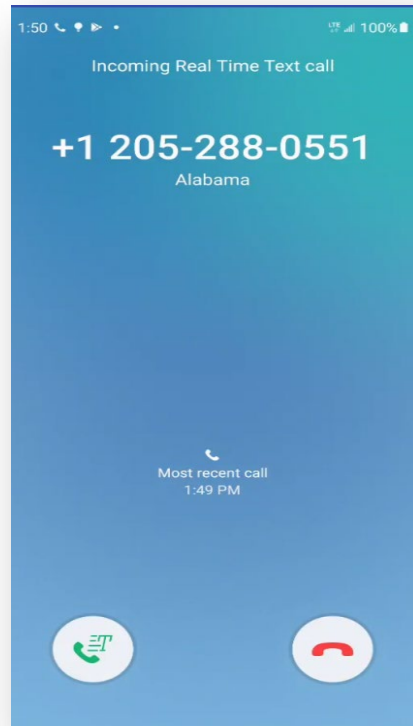 1:50 LTE 100%
Incoming Real Time Text call
+1 205-288-0551
Alabama
Most recent call
1:49 PM
T